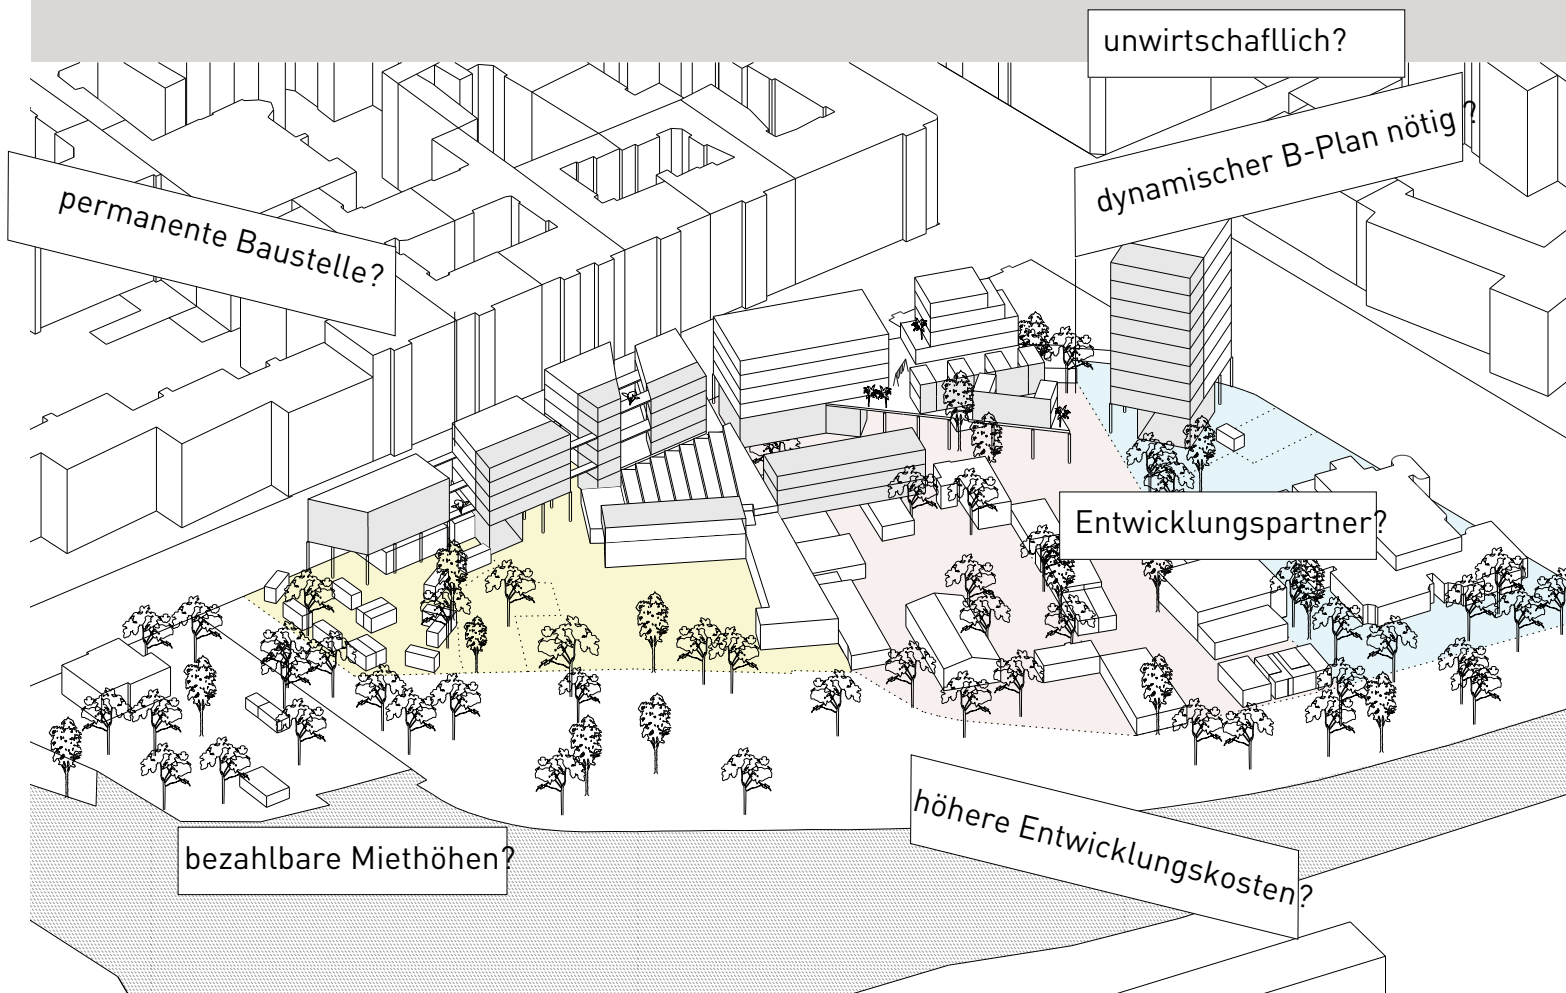 unwirtschafllich?
dynamischer B-Plan nötig ?
permanente Baustelle?
Entwicklungspartner?
bezahlbare Miethöhen?
höhere Entwicklungskosten?